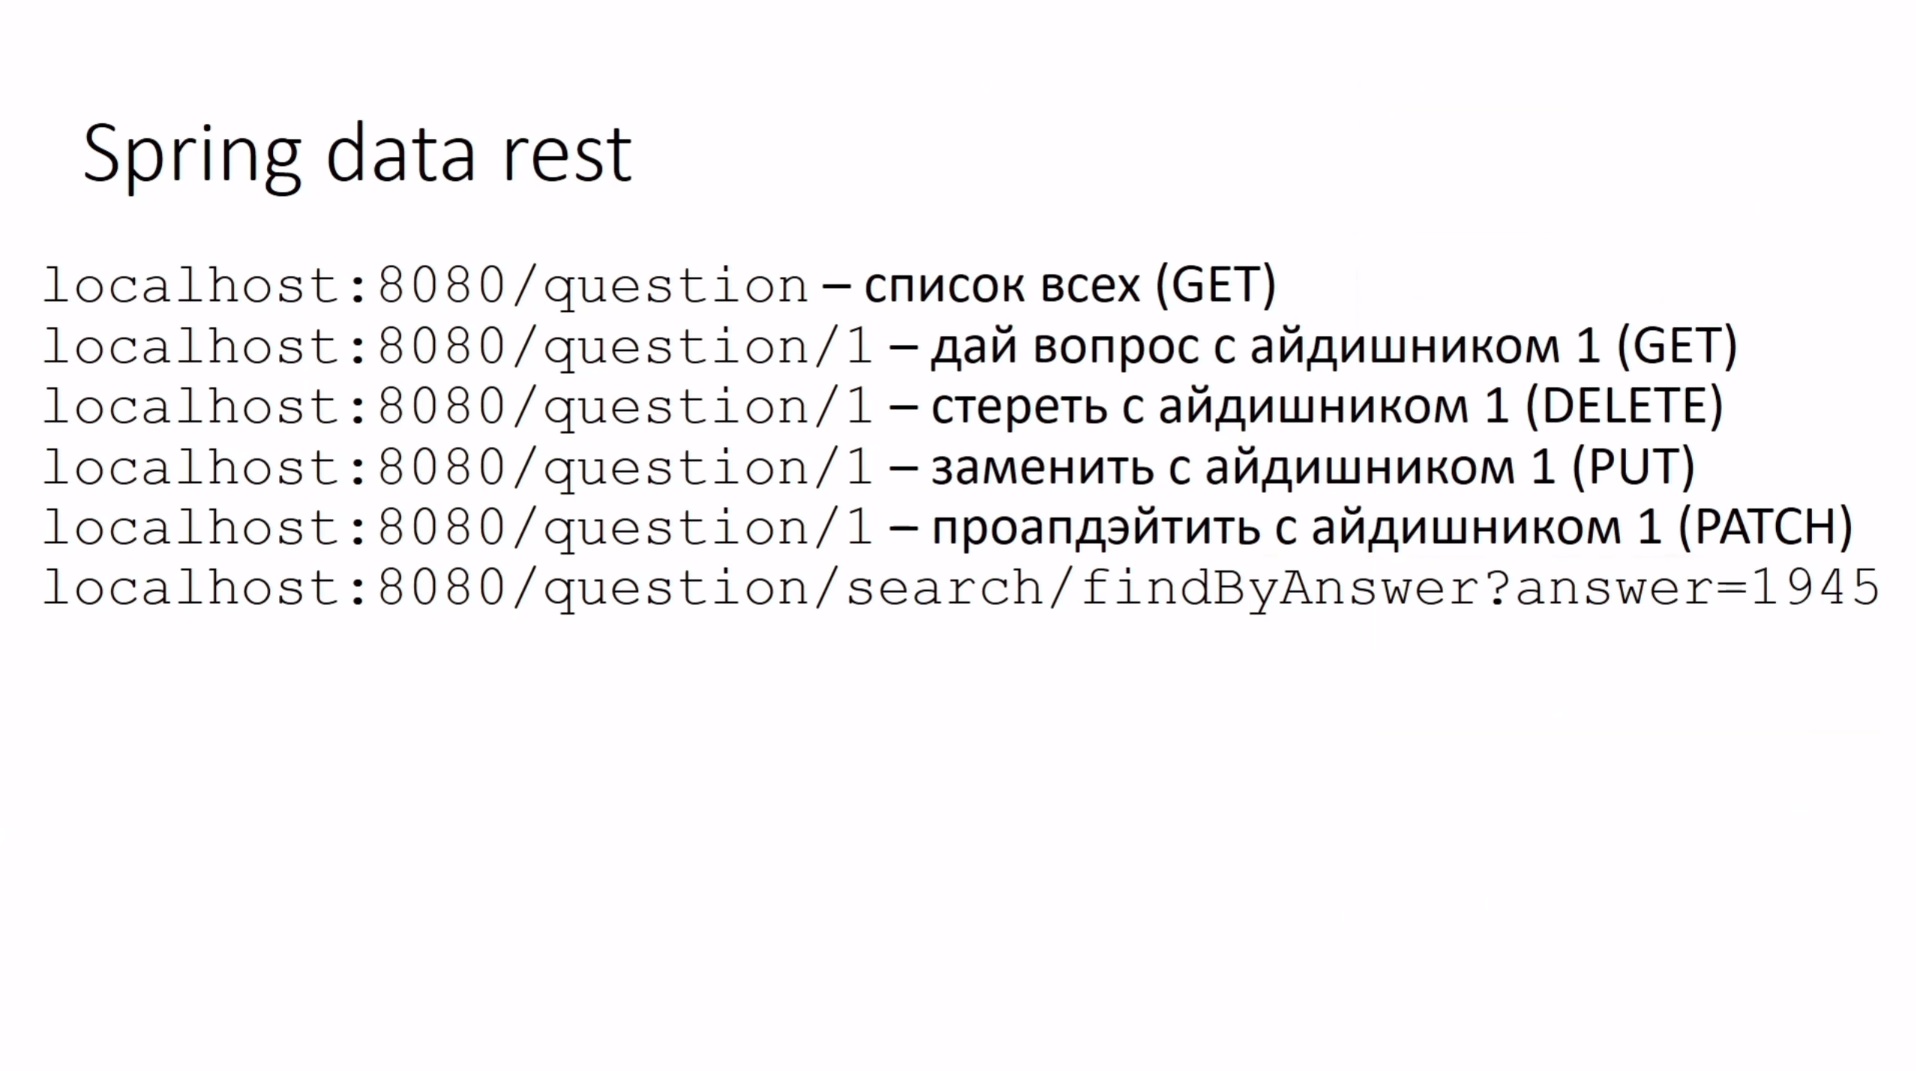 Spring data rest
localhost:8080/question – список всех (GET)
localhost:8080/question/1 – дай вопрос с айдишником 1 (GET)
localhost:8080/question/1 – стереть с айдишником 1 (DELETE)
localhost:8080/question/1 – заменить с айдишником 1 (PUT)
localhost:8080/question/1 – проапдэйтить с айдишником 1 (PATCH)
localhost:8080/question/search/findByAnswer?answer=1945